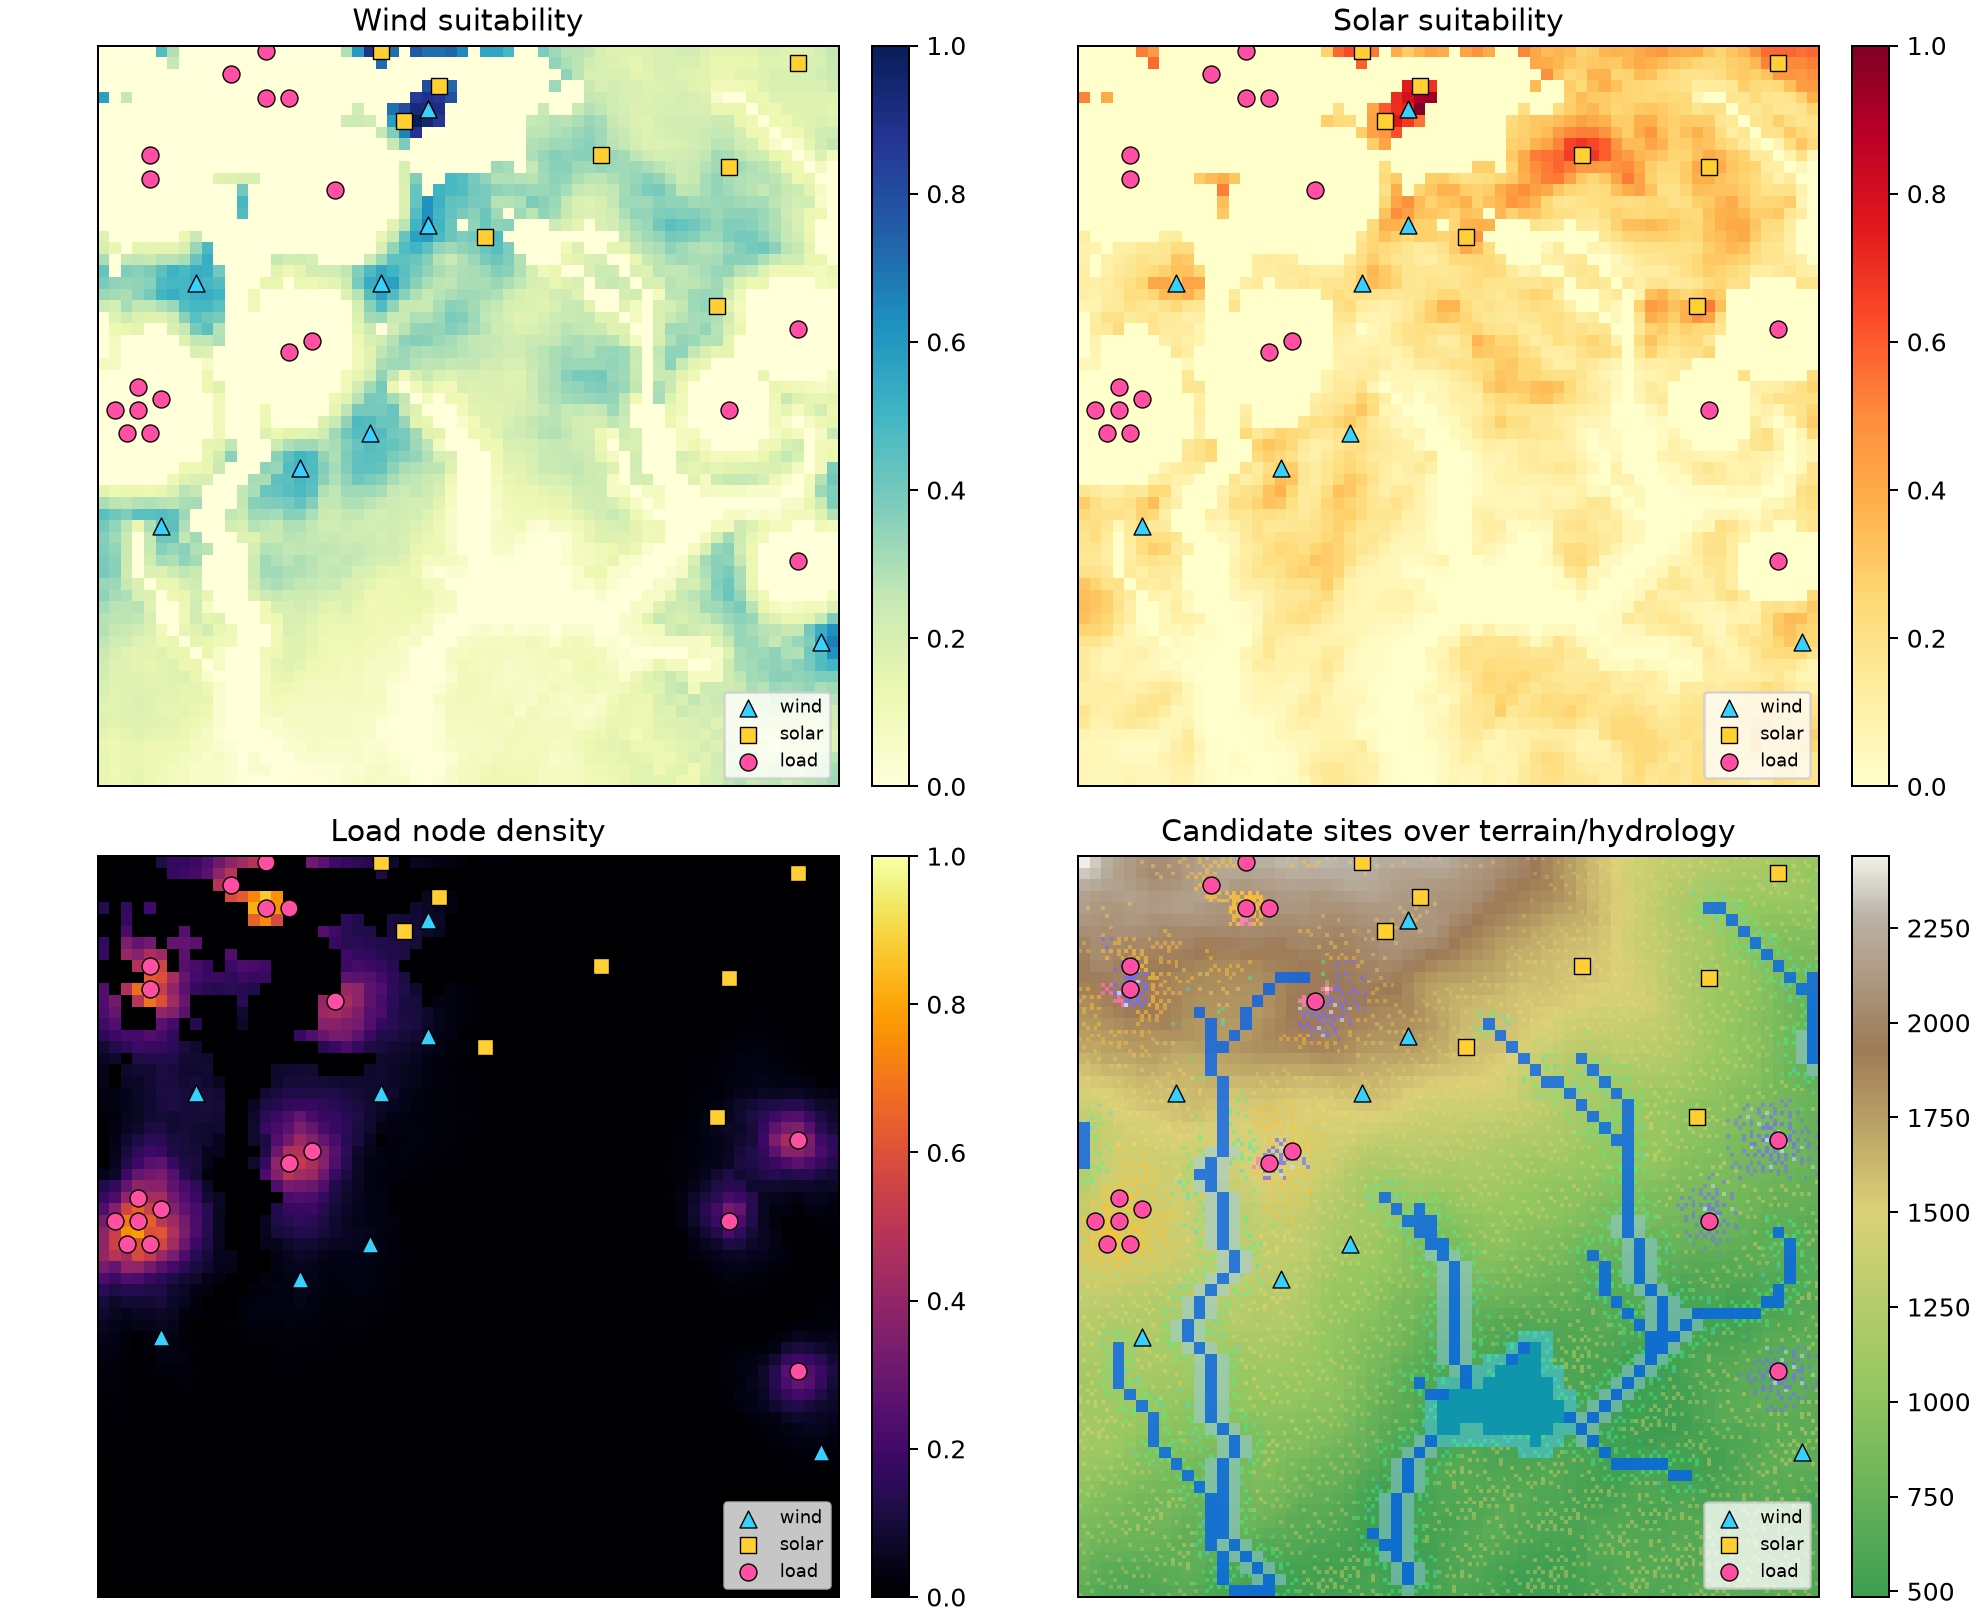 Wind suitability
1.0
0.8
0.6
0.4
0.2
0.0
wind
solar
load
Solar suitability
1.0
0.8
0.6
0.4
0.2
0.0
wind
solar
load
Load node density
1.0
0.8
0.6
0.4
0.2
0.0
wind
solar
load
Candidate sites over terrain/hydrology
2250
2000
1750
1500
1250
1000
750
500
wind
solar
load